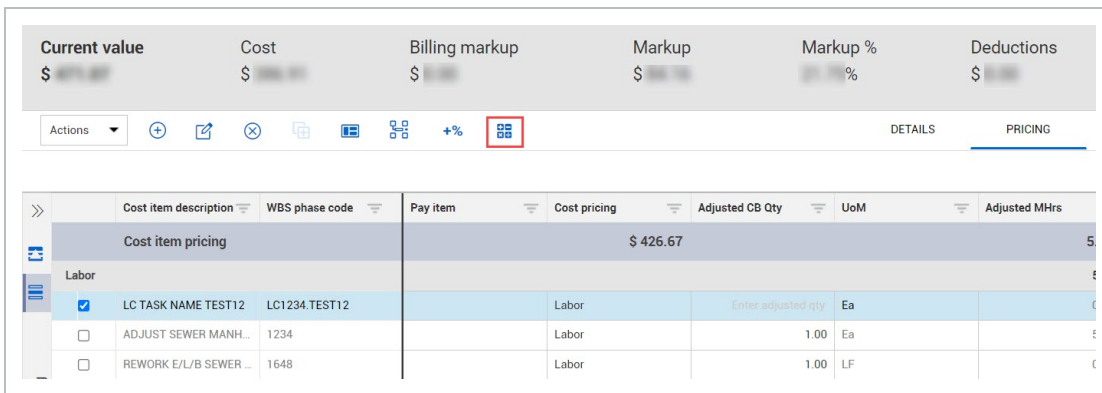 Current value Cost Billing markup Markup Markup % Deductions
$ $ $ $ % $
Actions +% DETAILS PRICING
Cost item description WBS phase code Pay item Cost pricing Adjusted CB Qty UoM Adjusted MHrs
Cost item pricing $ 426.67 5.
Labor
LC TASK NAME TEST12 LC1234.TEST12 Labor Enter adjusted qty Ea
ADJUST SEWER MANH... 1234 Labor 1.00 Ea
REWORK E/L/B SEWER ... 1648 Labor 1.00 LF